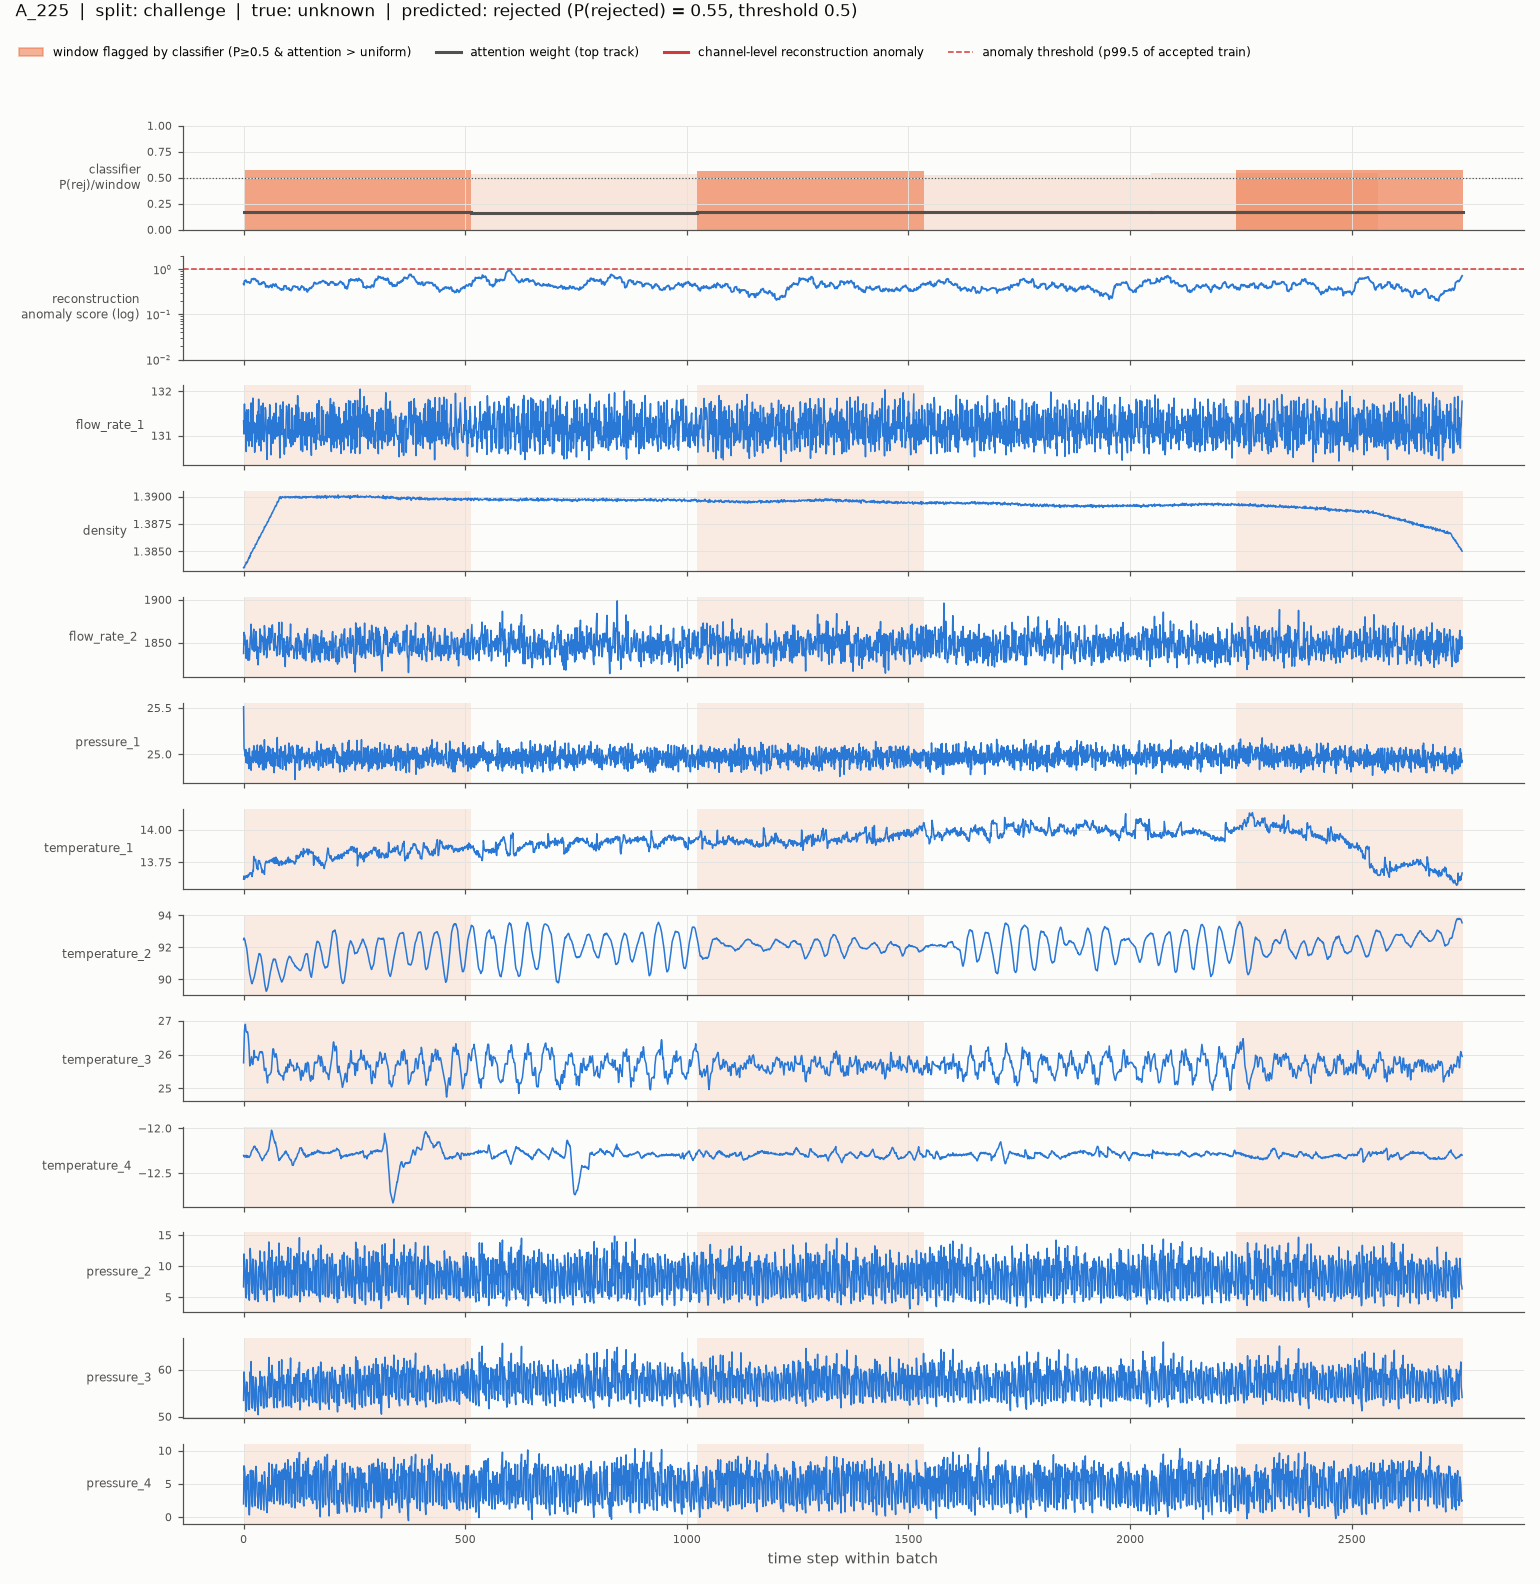 A_225 | split: challenge | true: unknown | predicted: rejected (P(rejected) = 0.55, threshold 0.5)
window flagged by classifier (P≥0.5 & attention > uniform)
attention weight (top track)
channel-level reconstruction anomaly
anomaly threshold (p99.5 of accepted train)
classifier
P(rej)/window
1.00
0.75
0.50
0.25
0.00
reconstruction
anomaly score (log)
10⁰
10⁻¹
10⁻²
flow_rate_1
132
131
density
1.3900
1.3875
1.3850
flow_rate_2
1900
1850
pressure_1
25.5
25.0
temperature_1
14.00
13.75
temperature_2
94
92
90
temperature_3
27
26
25
temperature_4
−12.0
−12.5
pressure_2
15
10
5
pressure_3
60
50
pressure_4
10
5
0
0
500
1000
1500
2000
2500
time step within batch